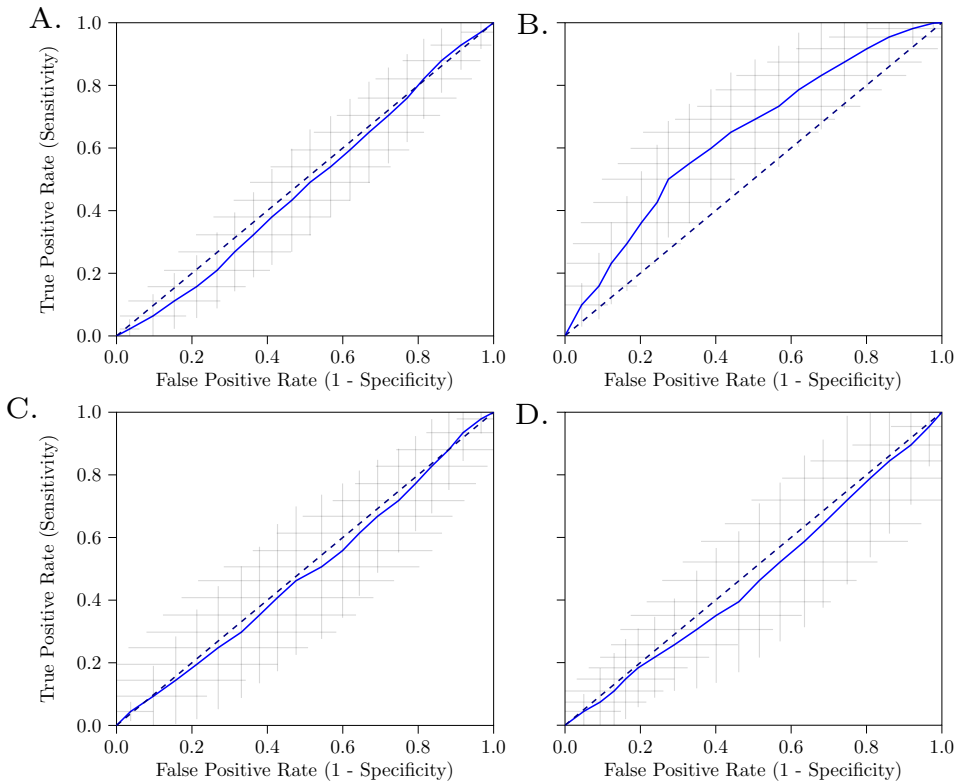 A.
1.0
0.8
0.6
0.4
0.2
0.0
True Positive Rate (Sensitivity)
0.0 0.2 0.4 0.6 0.8 1.0
False Positive Rate (1 - Specificity)
B.
0.0 0.2 0.4 0.6 0.8 1.0
False Positive Rate (1 - Specificity)
C.
1.0
0.8
0.6
0.4
0.2
0.0
True Positive Rate (Sensitivity)
0.0 0.2 0.4 0.6 0.8 1.0
False Positive Rate (1 - Specificity)
D.
0.0 0.2 0.4 0.6 0.8 1.0
False Positive Rate (1 - Specificity)